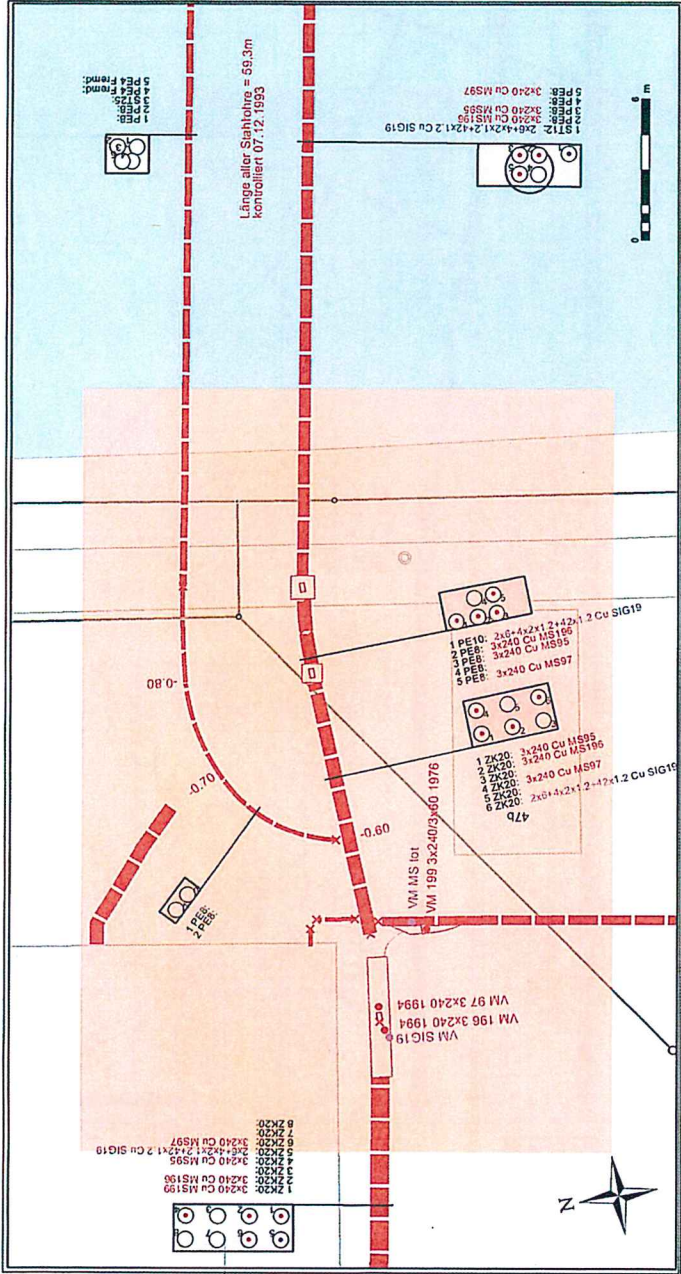 1 PE8:
2 PE8:
3 ST25:
4 PE4 Fremd:
5 PE4 Fremd:
Länge aller Stahlrohre = 59,3m
kontrolliert 07.12.1993
1 ST12: 2x6+4x2x1.2+42x1.2 Cu SIG19
2 PE8: 3x240 Cu MS196
3 PE8: 3x240 Cu MS95
4 PE8:
5 PE8: 3x240 Cu MS97
0
6
m
1 PE10: 2x6+4x2x1.2+42x1.2 Cu SIG19
2 PE8: 3x240 Cu MS196
3 PE8: 3x240 Cu MS95
4 PE8:
5 PE8: 3x240 Cu MS97
1 ZK20: 3x240 Cu MS95
2 ZK20: 3x240 Cu MS196
3 ZK20:
4 ZK20: 3x240 Cu MS97
5 ZK20:
6 ZK20: 2x6+4x2x1.2+42x1.2 Cu SIG19
47b
-0.80
-0.70
-0.60
1 PE8:
2 PE8:
VM MS tot
VM 199 3x240/3x60 1976
VM 97 3x240 1994
VM 196 3x240 1994
VM SIG19
1 ZK20: 3x240 Cu MS199
2 ZK20: 3x240 Cu MS196
3 ZK20:
4 ZK20: 3x240 Cu MS95
5 ZK20: 2x6+4x2x1.2+42x1.2 Cu SIG19
6 ZK20: 3x240 Cu MS97
7 ZK20:
8 ZK20:
N